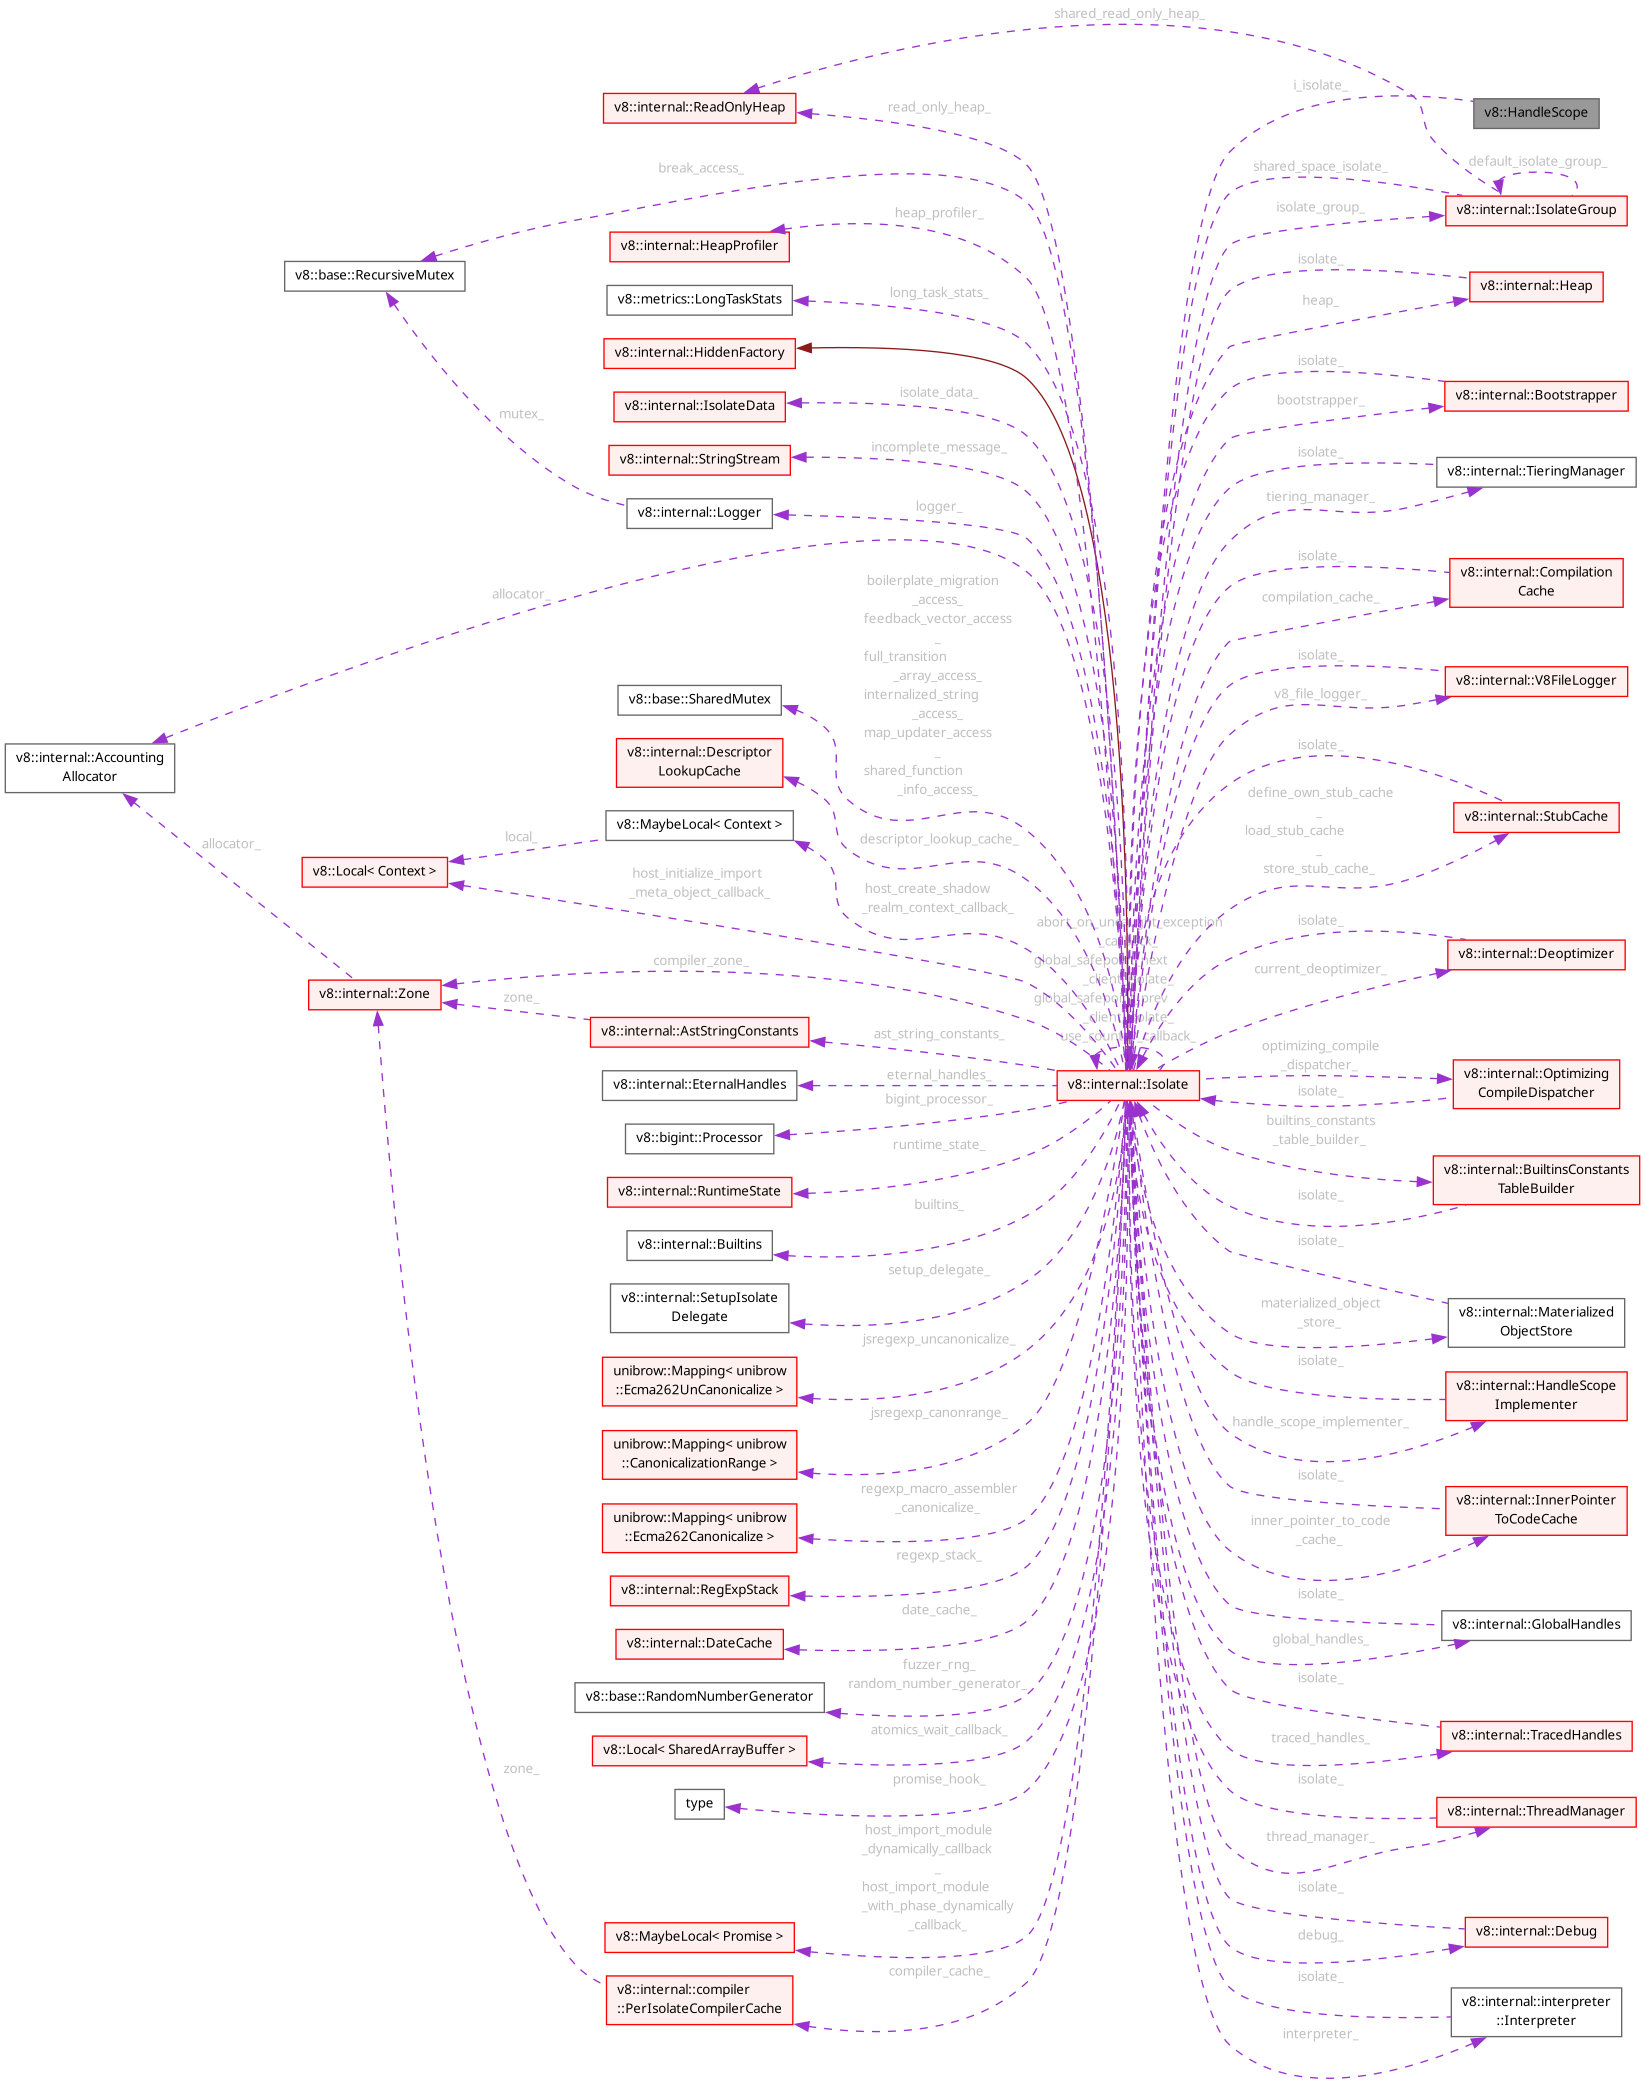 shared_read_only_heap_
i_isolate_
v8::internal::ReadOnlyHeap
read_only_heap_
v8::HandleScope
break_access_
shared_space_isolate_
default_isolate_group_
heap_profiler_
isolate_group_
v8::internal::IsolateGroup
v8::internal::HeapProfiler
v8::base::RecursiveMutex
isolate_
v8::internal::Heap
v8::metrics::LongTaskStats
long_task_stats_
heap_
v8::internal::HiddenFactory
isolate_
v8::internal::IsolateData
isolate_data_
bootstrapper_
v8::internal::Bootstrapper
mutex_
v8::internal::StringStream
incomplete_message_
isolate_
v8::internal::TieringManager
v8::internal::Logger
logger_
tiering_manager_
allocator_
isolate_
v8::internal::Compilation
Cache
compilation_cache_
boilerplate_migration
_access_
feedback_vector_access
_
full_transition
_array_access_
internalized_string
_access_
map_updater_access
_
shared_function
_info_access_
v8::base::SharedMutex
isolate_
v8::internal::V8FileLogger
v8_file_logger_
v8::internal::Descriptor
LookupCache
isolate_
v8::internal::Accounting
Allocator
define_own_stub_cache
_
load_stub_cache
_
store_stub_cache_
v8::internal::StubCache
allocator_
local_
v8::MaybeLocal< Context >
descriptor_lookup_cache_
v8::Local< Context >
host_initialize_import
_meta_object_callback_
host_create_shadow
_realm_context_callback_
isolate_
v8::internal::Deoptimizer
current_deoptimizer_
compiler_zone_
abort_on_uncaught_exception
_callback_
global_safepoint_next
_client_isolate_
global_safepoint_prev
_client_isolate_
use_counter_callback_
v8::internal::Zone
zone_
v8::internal::AstStringConstants
ast_string_constants_
v8::internal::EternalHandles
eternal_handles_
v8::internal::Isolate
optimizing_compile
_dispatcher_
isolate_
v8::internal::Optimizing
CompileDispatcher
bigint_processor_
v8::bigint::Processor
builtins_constants
_table_builder_
v8::internal::RuntimeState
runtime_state_
isolate_
v8::internal::BuiltinsConstants
TableBuilder
v8::internal::Builtins
builtins_
isolate_
v8::internal::SetupIsolate
Delegate
setup_delegate_
materialized_object
_store_
v8::internal::Materialized
ObjectStore
unibrow::Mapping< unibrow
::Ecma262UnCanonicalize >
jsregexp_uncanonicalize_
isolate_
v8::internal::HandleScope
Implementer
handle_scope_implementer_
unibrow::Mapping< unibrow
::CanonicalizationRange >
jsregexp_canonrange_
isolate_
unibrow::Mapping< unibrow
::Ecma262Canonicalize >
regexp_macro_assembler
_canonicalize_
v8::internal::InnerPointer
ToCodeCache
inner_pointer_to_code
_cache_
v8::internal::RegExpStack
regexp_stack_
isolate_
v8::internal::GlobalHandles
v8::internal::DateCache
date_cache_
global_handles_
v8::base::RandomNumberGenerator
fuzzer_rng_
random_number_generator_
isolate_
v8::Local< SharedArrayBuffer >
atomics_wait_callback_
traced_handles_
v8::internal::TracedHandles
type
promise_hook_
isolate_
v8::internal::ThreadManager
zone_
thread_manager_
host_import_module
_dynamically_callback
_
host_import_module
_with_phase_dynamically
_callback_
isolate_
v8::MaybeLocal< Promise >
debug_
v8::internal::Debug
v8::internal::compiler
::PerIsolateCompilerCache
compiler_cache_
isolate_
v8::internal::interpreter
::Interpreter
interpreter_